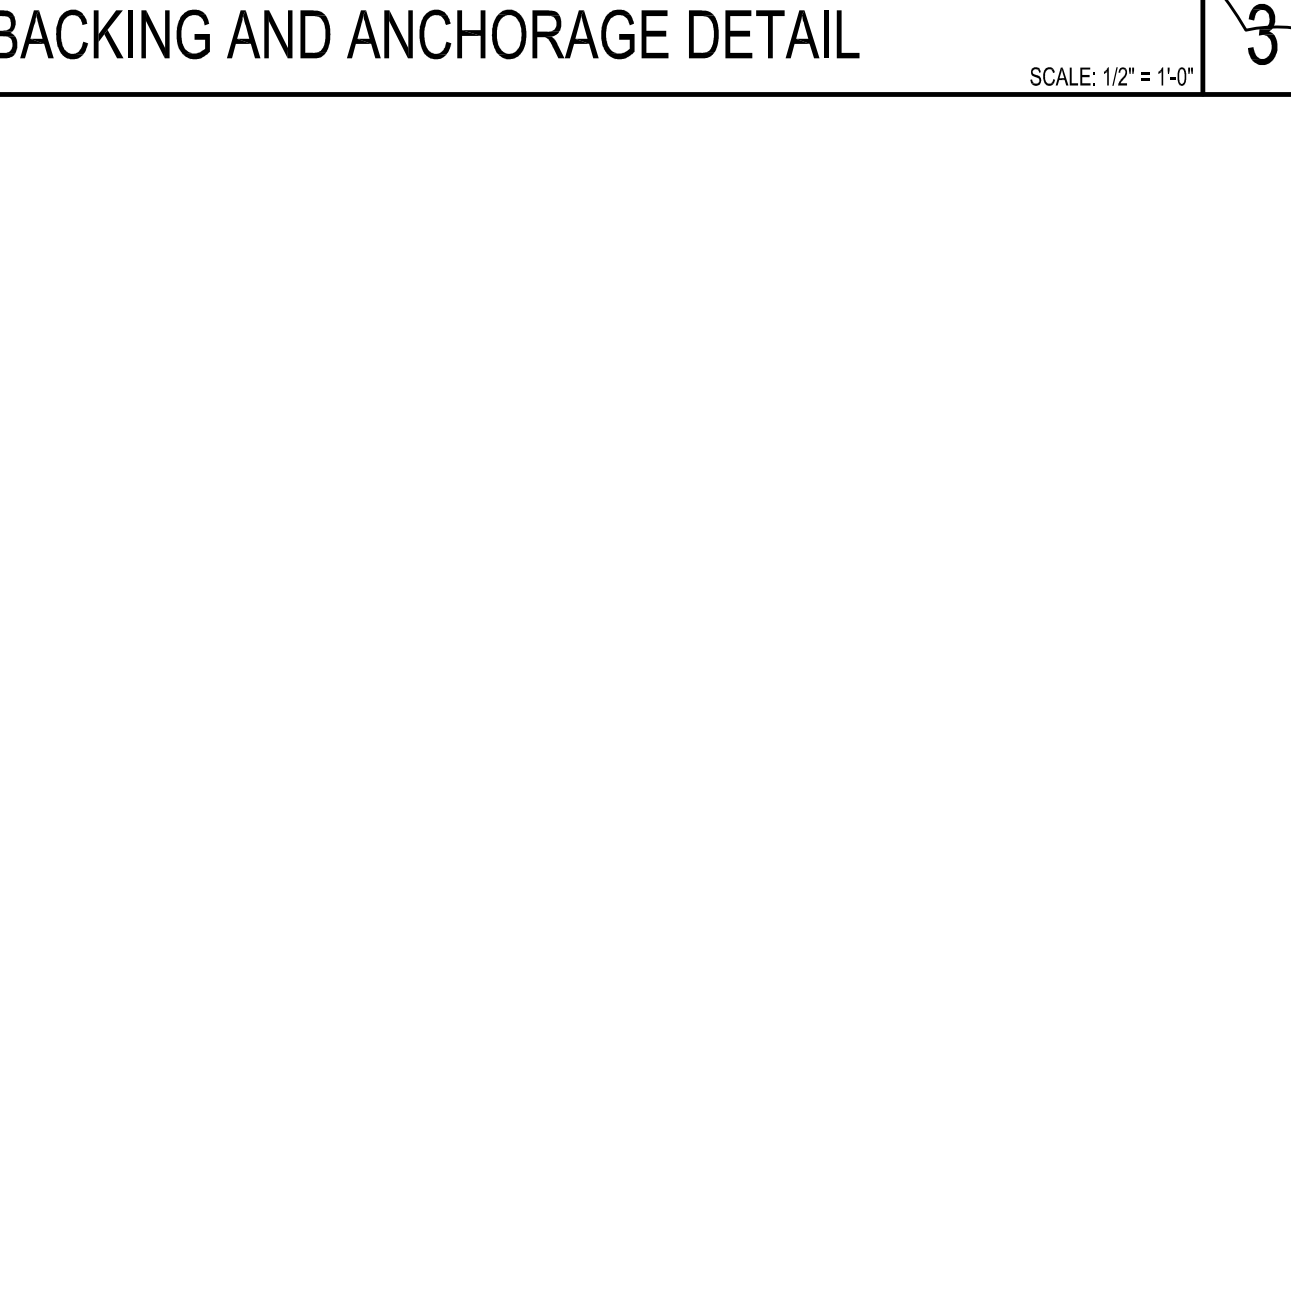 BACKING AND ANCHORAGE DETAIL
SCALE: 1/2" = 1'-0"
3